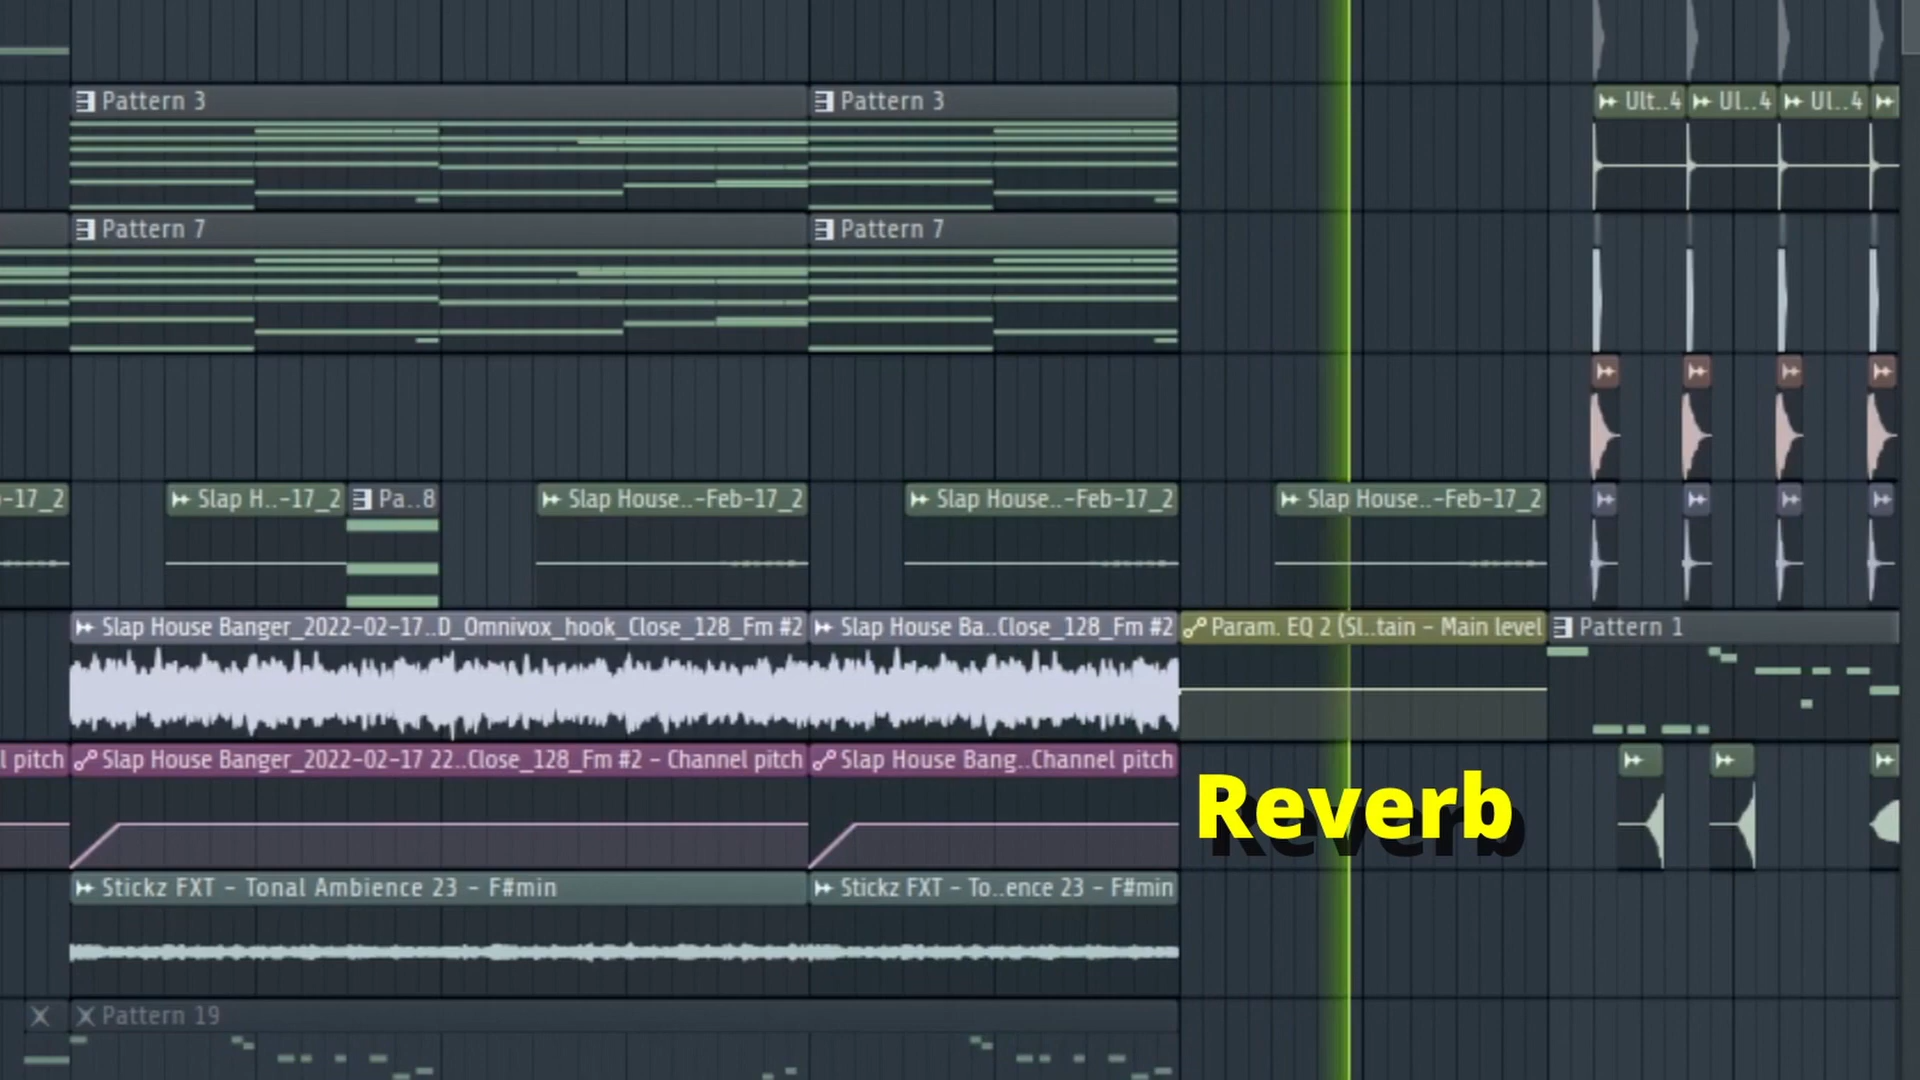 Pattern 3 Pattern 3
Ult..4 Ul..4 Ul..4
Pattern 7 Pattern 7
-17_2 Slap H..-17_2 Pa..8 Slap House..-Feb-17_2 Slap House..-Feb-17_2 Slap House..-Feb-17_2
Slap House Banger_2022-02-17..D_Omnivox_hook_Close_128_Fm #2 Slap House Ba..Close_128_Fm #2 Param. EQ 2 (Sl..tain - Main level Pattern 1
l pitch Slap House Banger_2022-02-17 22..Close_128_Fm #2 - Channel pitch Slap House Bang..Channel pitch
Reverb
Stickz FXT - Tonal Ambience 23 - F#min Stickz FXT - To..ence 23 - F#min
Pattern 19